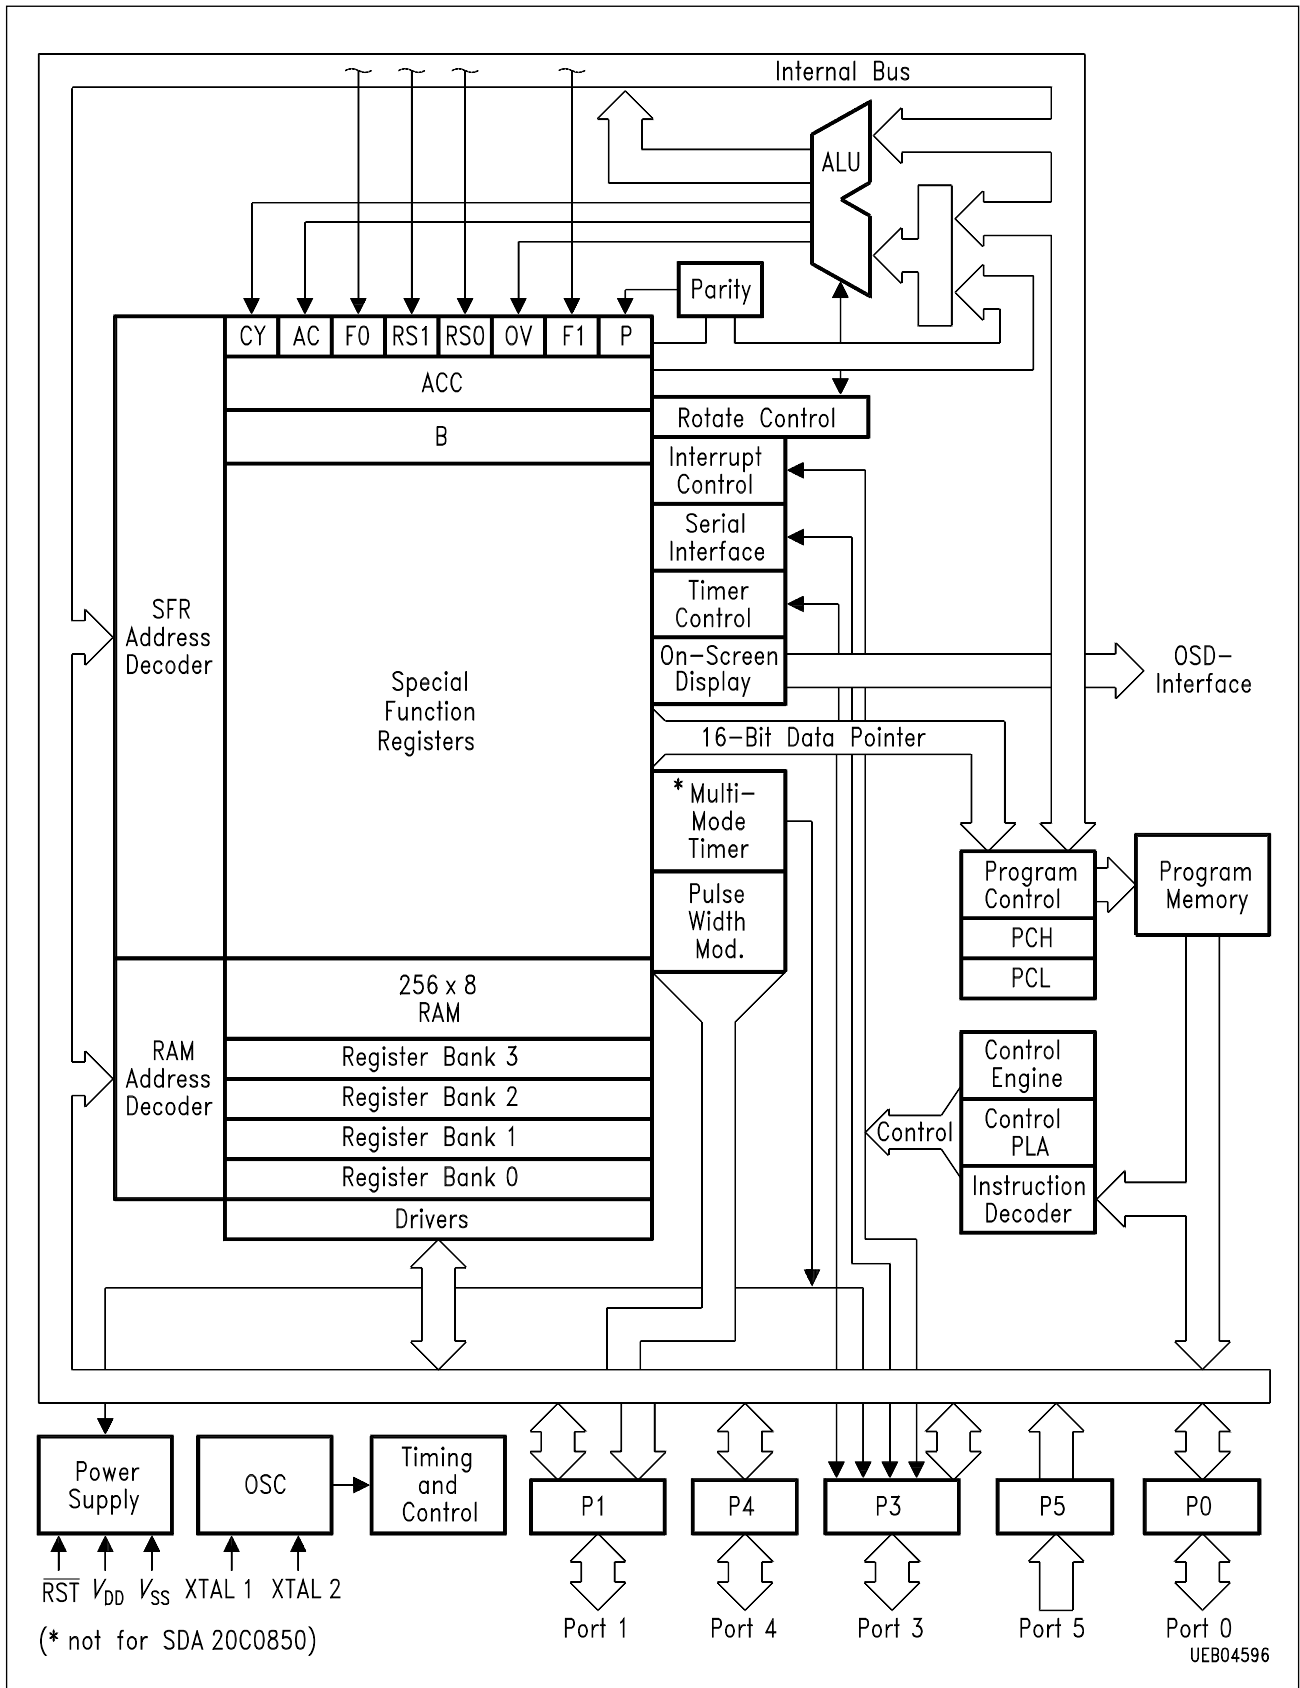 Internal Bus
ALU
Parity
CY AC F0 RS1 RS0 OV F1 P
ACC
B
Rotate Control
Interrupt
Control
Serial
Interface
Timer
Control
On-Screen
Display
SFR
Address
Decoder
Special
Function
Registers
OSD-
Interface
16-Bit Data Pointer
* Multi-
Mode
Timer
Pulse
Width
Mod.
Program
Control
PCH
PCL
Program
Memory
256 x 8
RAM
RAM
Address
Decoder
Register Bank 3
Register Bank 2
Register Bank 1
Register Bank 0
Drivers
Control
Engine
Control
PLA
Instruction
Decoder
Control
Power
Supply
OSC
Timing
and
Control
P1
P4
P3
P5
P0
R̅S̅T̅ VDD VSS XTAL 1 XTAL 2
Port 1
Port 4
Port 3
Port 5
Port 0
(* not for SDA 20C0850)
UEB04596